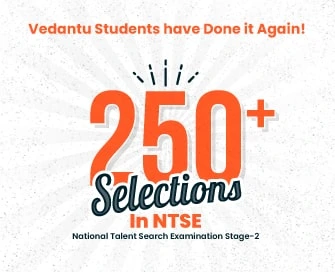 Vedantu Students have Done it Again!
250+
Selections
In NTSE
National Talent Search Examination Stage-2